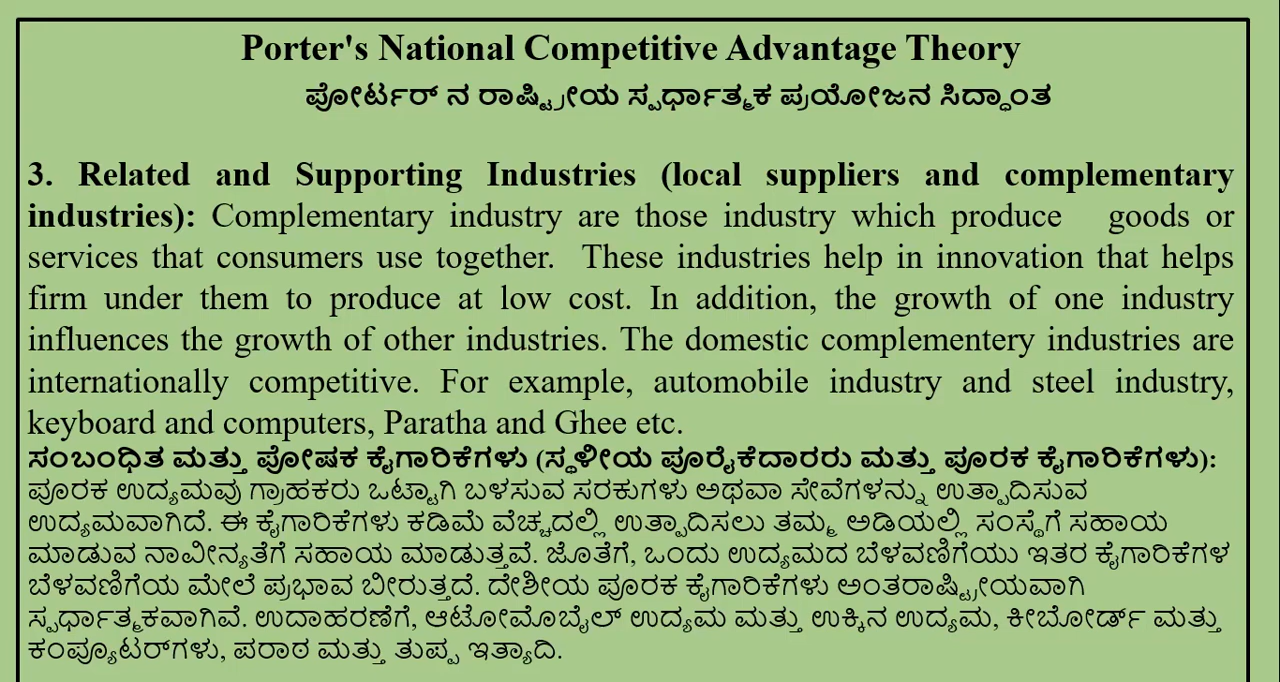 Porter's National Competitive Advantage Theory
ಪೋರ್ಟರ್ ನ ರಾಷ್ಟ್ರೀಯ ಸ್ಪರ್ಧಾತ್ಮಕ ಪ್ರಯೋಜನ ಸಿದ್ಧಾಂತ
3. Related and Supporting Industries (local suppliers and complementary
industries): Complementary industry are those industry which produce goods or
services that consumers use together. These industries help in innovation that helps
firm under them to produce at low cost. In addition, the growth of one industry
influences the growth of other industries. The domestic complementery industries are
internationally competitive. For example, automobile industry and steel industry,
keyboard and computers, Paratha and Ghee etc.
ಸಂಬಂಧಿತ ಮತ್ತು ಪೋಷಕ ಕೈಗಾರಿಕೆಗಳು (ಸ್ಥಳೀಯ ಪೂರೈಕೆದಾರರು ಮತ್ತು ಪೂರಕ ಕೈಗಾರಿಕೆಗಳು):
ಪೂರಕ ಉದ್ಯಮವು ಗ್ರಾಹಕರು ಒಟ್ಟಾಗಿ ಬಳಸುವ ಸರಕುಗಳು ಅಥವಾ ಸೇವೆಗಳನ್ನು ಉತ್ಪಾದಿಸುವ
ಉದ್ಯಮವಾಗಿದೆ. ಈ ಕೈಗಾರಿಕೆಗಳು ಕಡಿಮೆ ವೆಚ್ಚದಲ್ಲಿ ಉತ್ಪಾದಿಸಲು ತಮ್ಮ ಅಡಿಯಲ್ಲಿ ಸಂಸ್ಥೆಗೆ ಸಹಾಯ
ಮಾಡುವ ನಾವೀನ್ಯತೆಗೆ ಸಹಾಯ ಮಾಡುತ್ತವೆ. ಜೊತೆಗೆ, ಒಂದು ಉದ್ಯಮದ ಬೆಳವಣಿಗೆಯು ಇತರ ಕೈಗಾರಿಕೆಗಳ
ಬೆಳವಣಿಗೆಯ ಮೇಲೆ ಪ್ರಭಾವ ಬೀರುತ್ತದೆ. ದೇಶೀಯ ಪೂರಕ ಕೈಗಾರಿಕೆಗಳು ಅಂತರಾಷ್ಟ್ರೀಯವಾಗಿ
ಸ್ಪರ್ಧಾತ್ಮಕವಾಗಿವೆ. ಉದಾಹರಣೆಗೆ, ಆಟೋಮೊಬೈಲ್ ಉದ್ಯಮ ಮತ್ತು ಉಕ್ಕಿನ ಉದ್ಯಮ, ಕೀಬೋರ್ಡ್ ಮತ್ತು
ಕಂಪ್ಯೂಟರ್‌ಗಳು, ಪರಾಠ ಮತ್ತು ತುಪ್ಪ ಇತ್ಯಾದಿ.